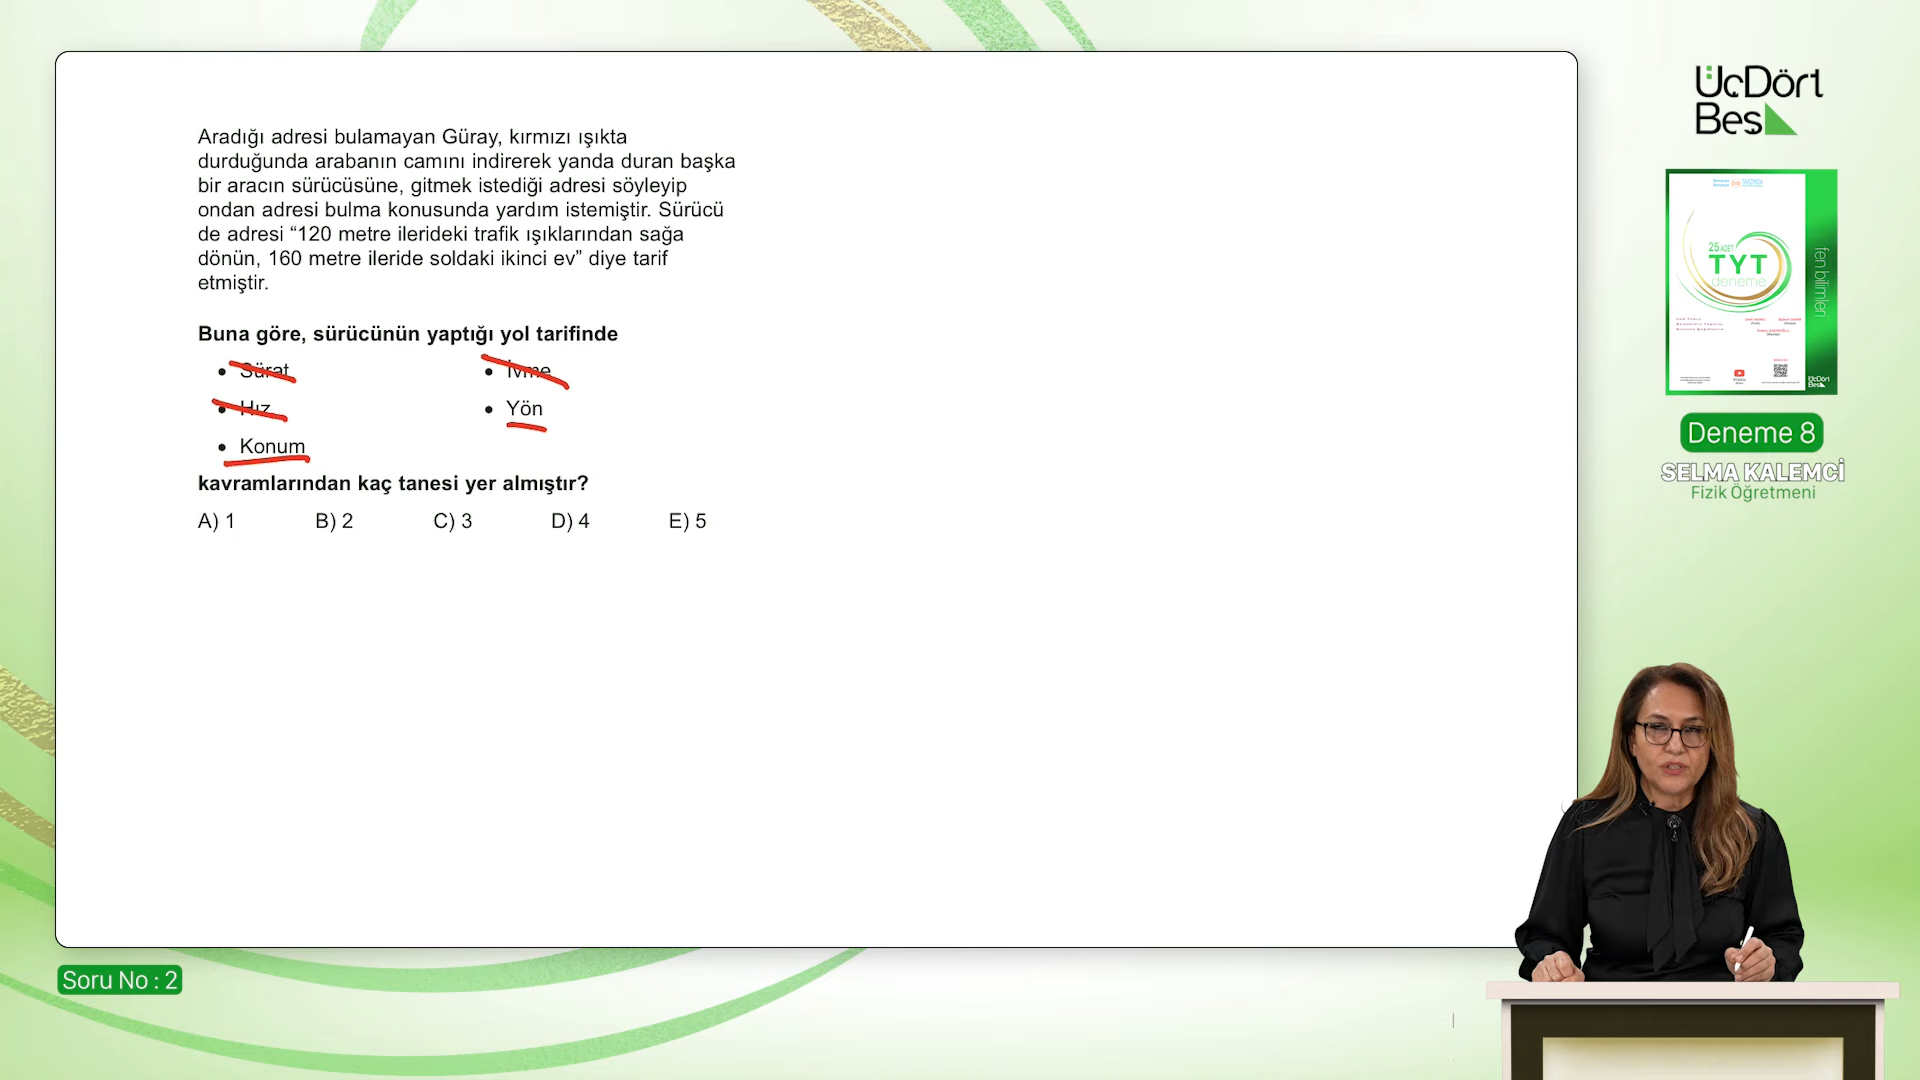 Aradığı adresi bulamayan Güray, kırmızı ışıkta
durduğunda arabanın camını indirerek yanda duran başka
bir aracın sürücüsüne, gitmek istediği adresi söyleyip
ondan adresi bulma konusunda yardım istemiştir. Sürücü
de adresi “120 metre ilerideki trafik ışıklarından sağa
dönün, 160 metre ileride soldaki ikinci ev” diye tarif
etmiştir.
Buna göre, sürücünün yaptığı yol tarifinde
• Sürat
• İvme
• Hız
• Yön
• Konum
kavramlarından kaç tanesi yer almıştır?
A) 1 B) 2 C) 3 D) 4 E) 5
Soru No : 2
ÜçDört
Beş
25 ADET
TYT
deneme
fen bilimleri
ÜçDört
Beş
Deneme 8
SELMA KALEMCİ
Fizik Öğretmeni